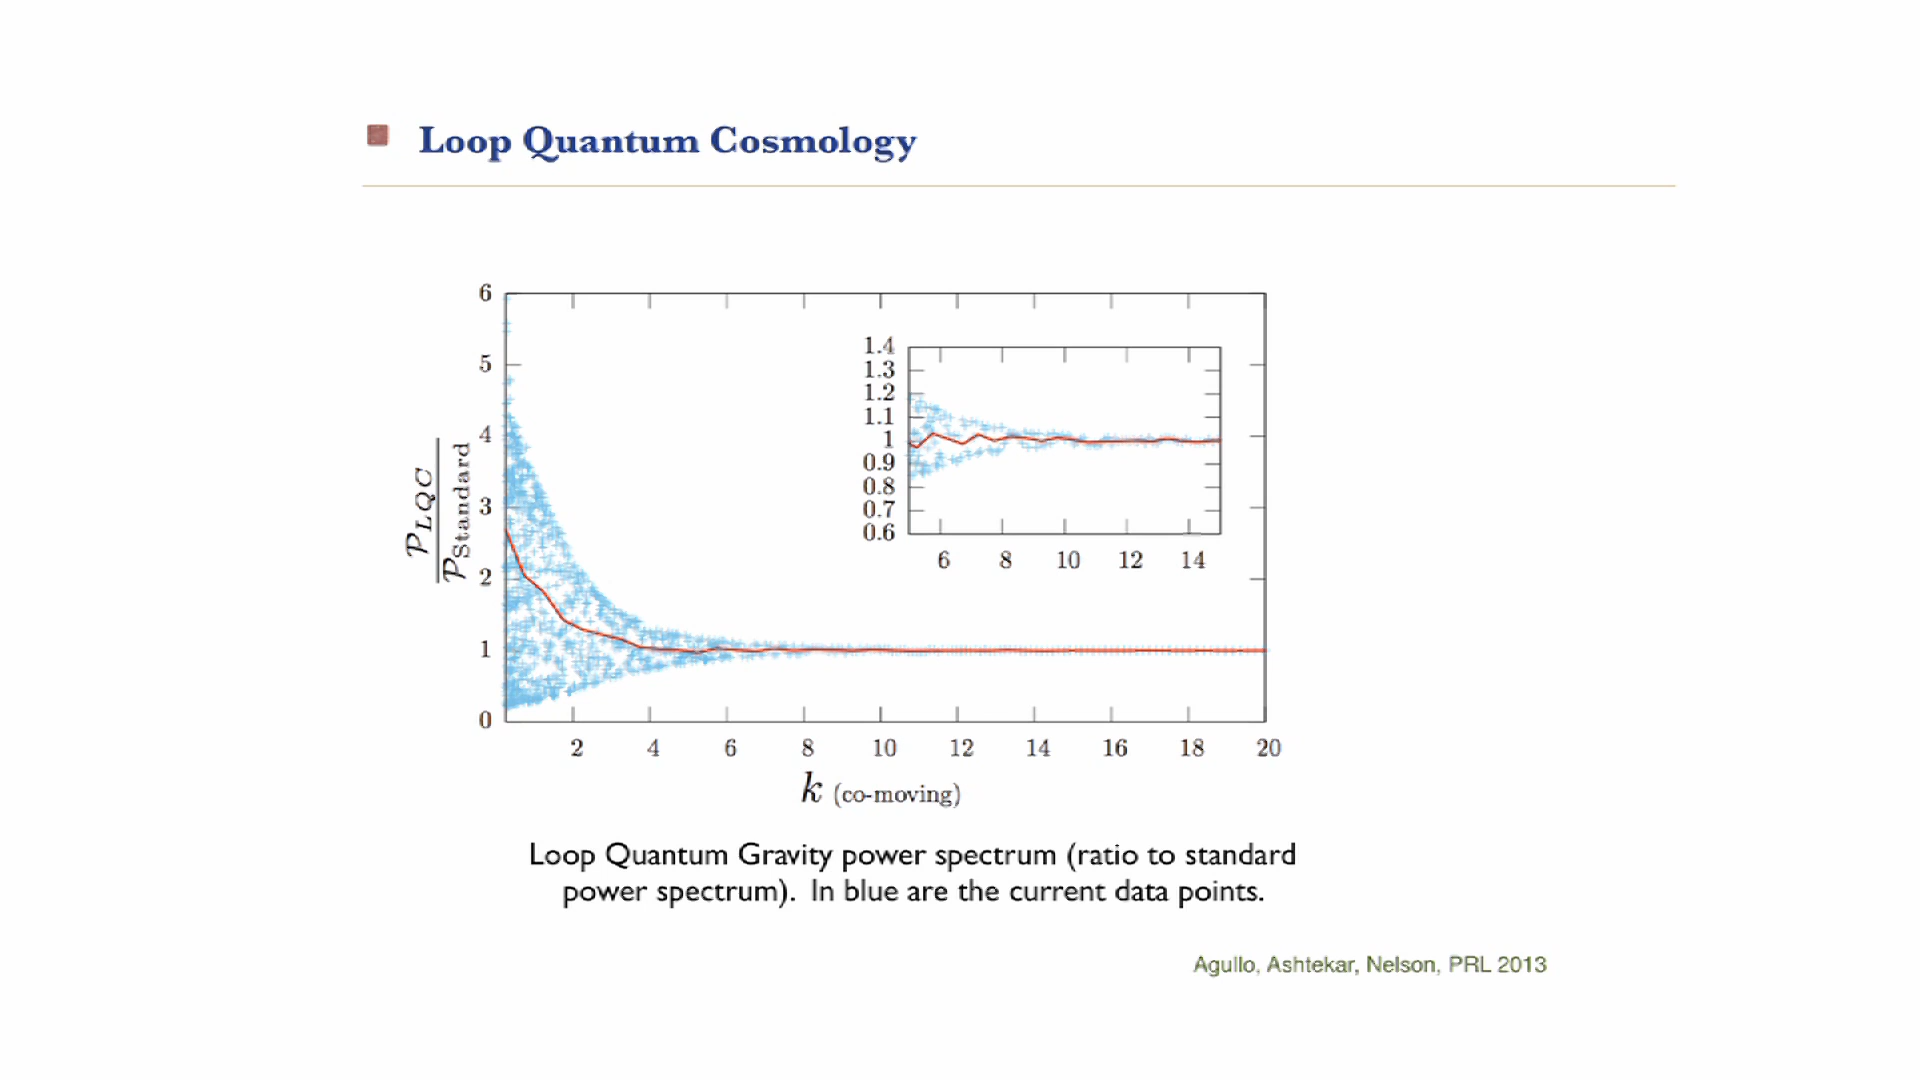 Loop Quantum Cosmology
6
5
4
3
2
1
0
P_LQC
P_Standard
1.4
1.3
1.2
1.1
1
0.9
0.8
0.7
0.6
6 8 10 12 14
2 4 6 8 10 12 14 16 18 20
k (co-moving)
Loop Quantum Gravity power spectrum (ratio to standard
power spectrum). In blue are the current data points.
Agullo, Ashtekar, Nelson, PRL 2013